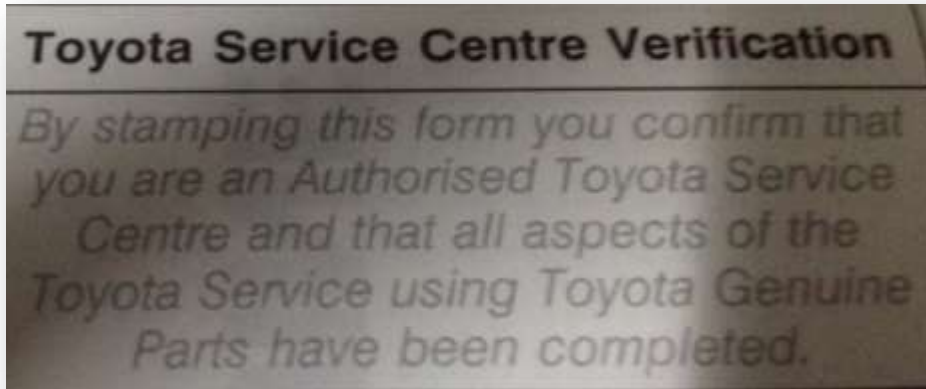 Toyota Service Centre Verification
By stamping this form you confirm that
you are an Authorised Toyota Service
Centre and that all aspects of the
Toyota Service using Toyota Genuine
Parts have been completed.